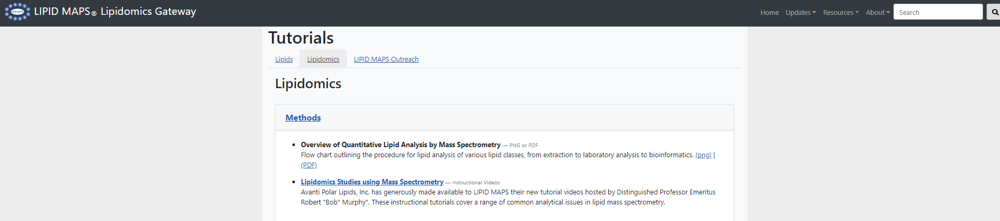 LIPID MAPS
LIPID MAPS® Lipidomics Gateway
Home Updates Resources About Search
Tutorials
Lipids Lipidomics LIPID MAPS Outreach
Lipidomics
Methods
• Overview of Quantitative Lipid Analysis by Mass Spectrometry — PNG or PDF
Flow chart outlining the procedure for lipid analysis of various lipid classes, from extraction to laboratory analysis to bioinformatics. (png) |
(PDF)
• Lipidomics Studies using Mass Spectrometry — Instructional Videos
Avanti Polar Lipids, Inc. has generously made available to LIPID MAPS their new tutorial videos hosted by Distinguished Professor Emeritus
Robert "Bob" Murphy". These instructional tutorials cover a range of common analytical issues in lipid mass spectrometry.